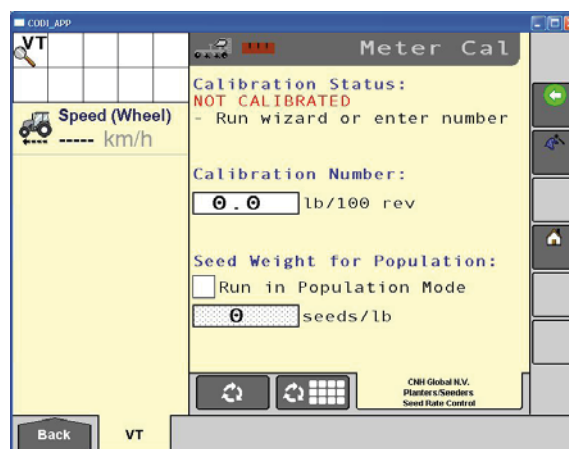 CODI_APP
VT
Meter Cal
Speed (Wheel)
----- km/h
Calibration Status:
NOT CALIBRATED
- Run wizard or enter number
Calibration Number:
0.0 lb/100 rev
Seed Weight for Population:
Run in Population Mode
0 seeds/lb
CNH Global N.V.
Planters/Seeders
Seed Rate Control
Back
VT